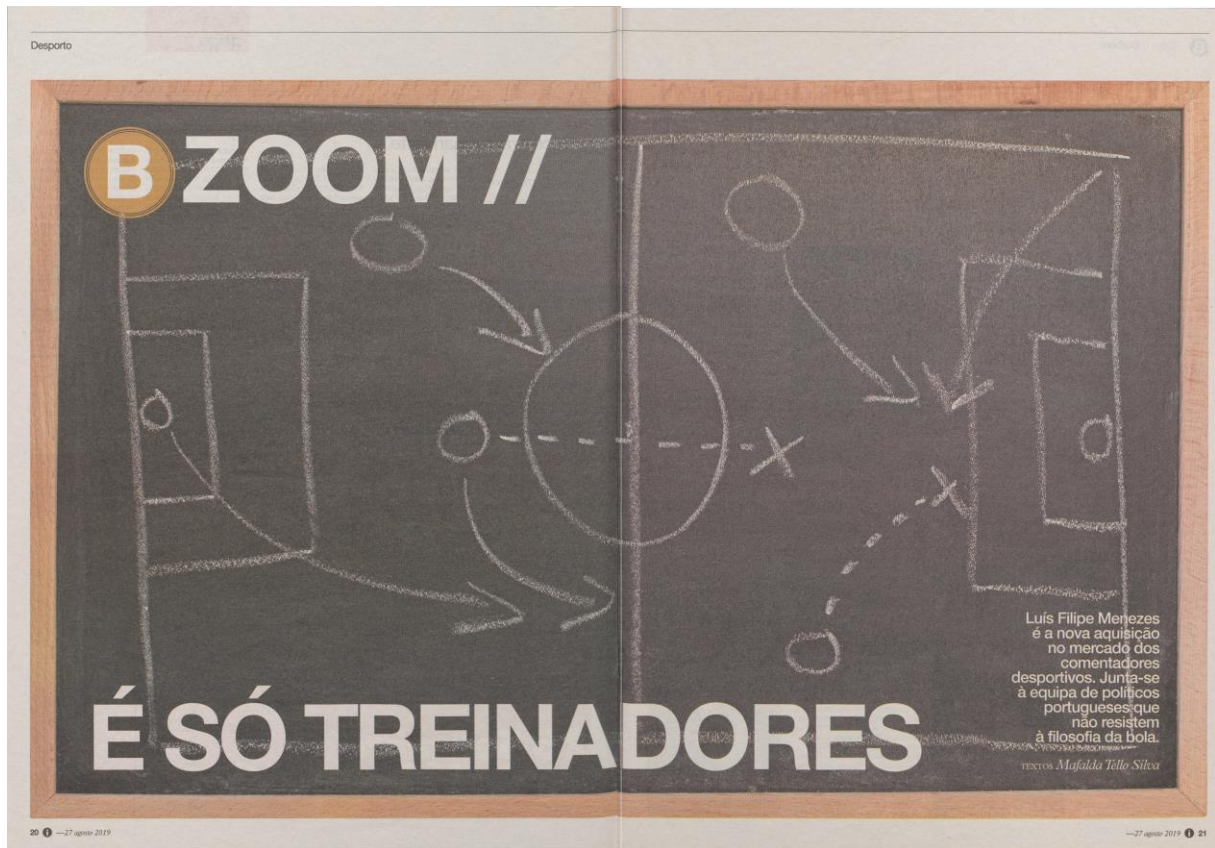 Desporto
B ZOOM //
É SÓ TREINADORES
Luís Filipe Menezes
é a nova aquisição
no mercado dos
comentadores
desportivos. Junta-se
à equipa de políticos
portugueses que
não resistem
à filosofia da bola.
TEXTOS Mafalda Tello Silva
20 i —27 agosto 2019
—27 agosto 2019 i 21